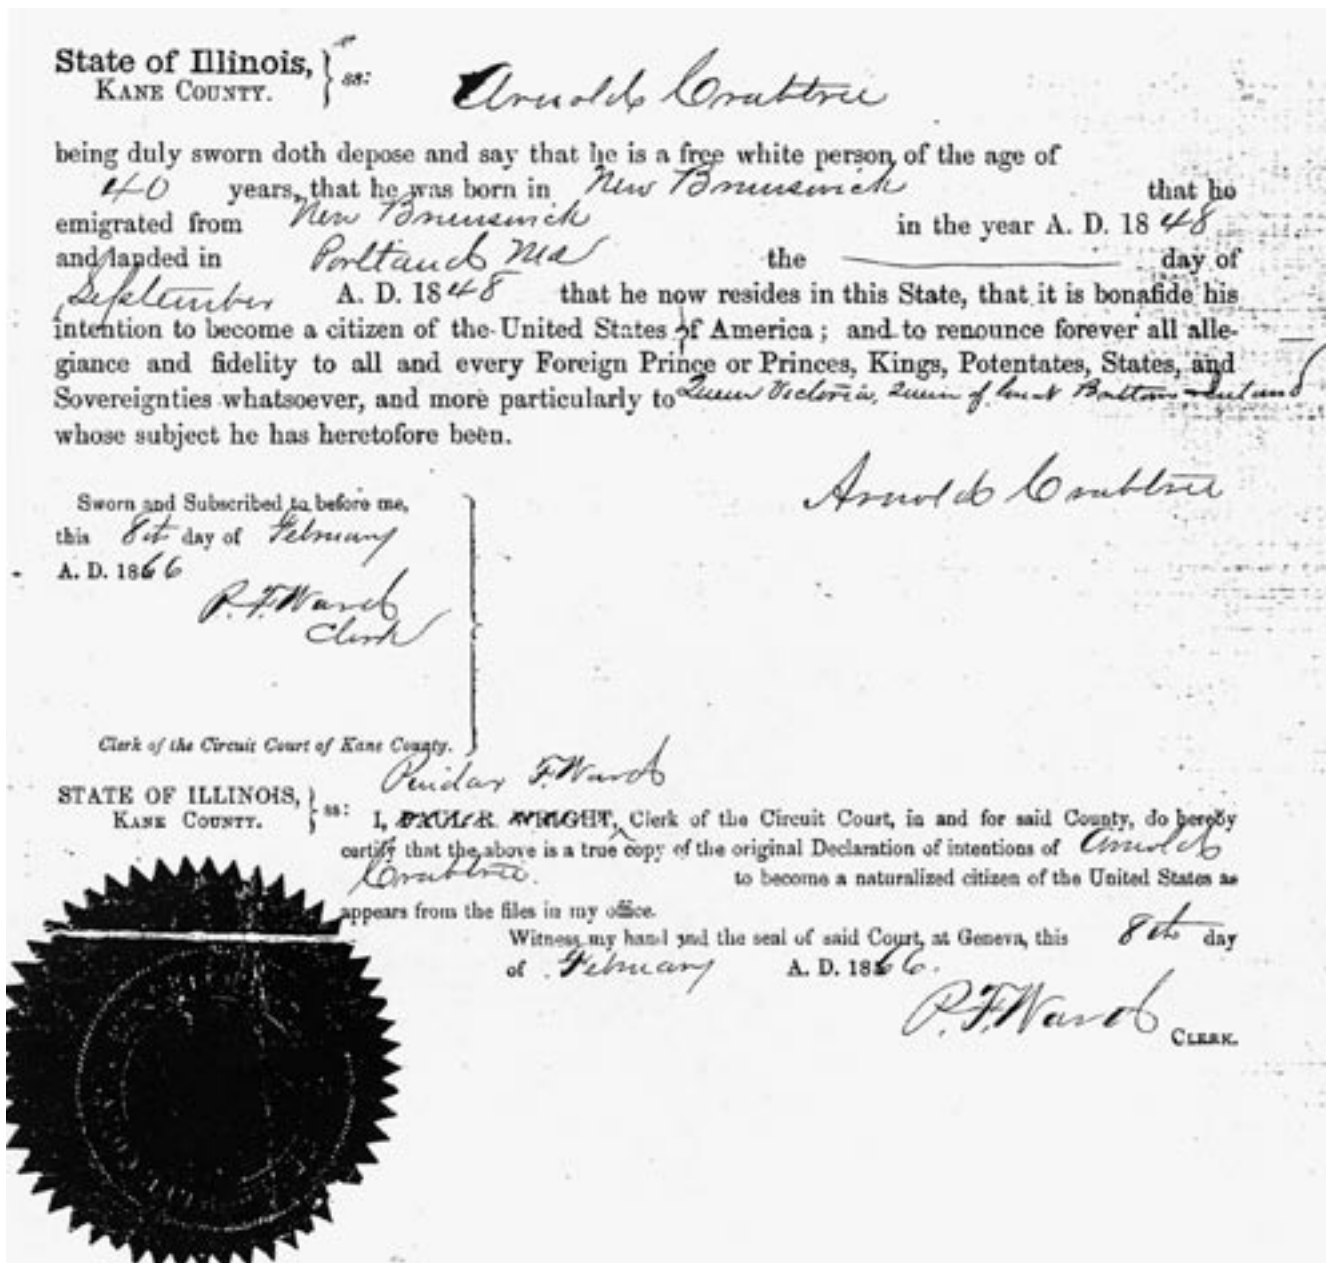 State of Illinois,
KANE COUNTY. } ss: Arnold Crabtree
being duly sworn doth depose and say that he is a free white person of the age of
40 years, that he was born in New Brunswick that he
emigrated from New Brunswick in the year A. D. 1848
and landed in Portland Me the day of
September A. D. 1848 that he now resides in this State, that it is bonafide his
intention to become a citizen of the United States of America; and to renounce forever all alle-
giance and fidelity to all and every Foreign Prince or Princes, Kings, Potentates, States, and
Sovereignties whatsoever, and more particularly to Queen Victoria, Queen of Great Brittain Ireland
whose subject he has heretofore been.
Arnold Crabtree
Sworn and Subscribed to before me,
this 8th day of February
A. D. 1866
P. F. Ward
Clerk
Clerk of the Circuit Court of Kane County.
F. Ward
STATE OF ILLINOIS,
KANE COUNTY. } ss:
I, WRIGHT, Clerk of the Circuit Court, in and for said County, do hereby
certify that the above is a true copy of the original Declaration of intentions of Arnold
Crabtree. to become a naturalized citizen of the United States as
appears from the files in my office.
Witness my hand and the seal of said Court, at Geneva, this 8th day
of February A. D. 1866.
P. F. Ward CLERK.